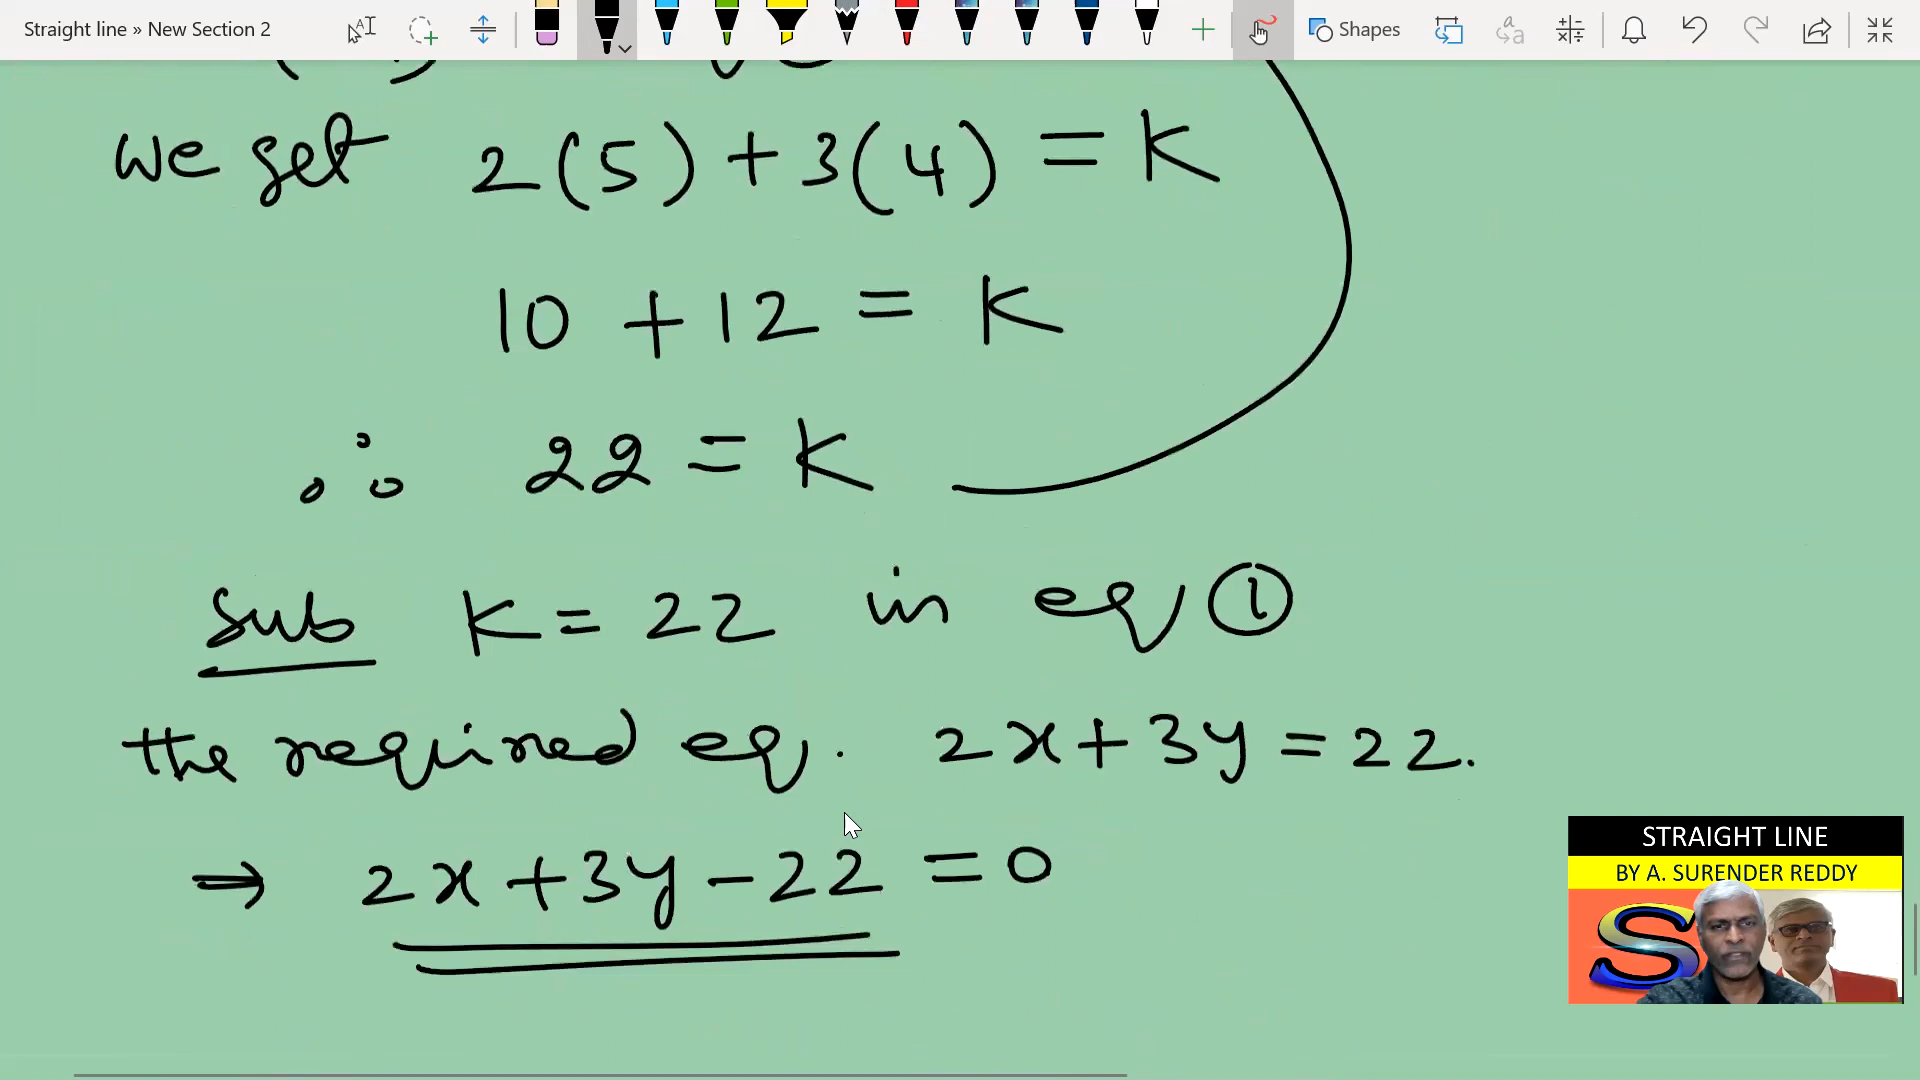 Straight line » New Section 2
Shapes
we get 2(5)+3(4) = K
10 + 12 = K
∴ 22 = K
Sub K = 22 in eq ①
the required eq. 2x+3y = 22.
⇒ 2x+3y-22 = 0
STRAIGHT LINE
BY A. SURENDER REDDY
S